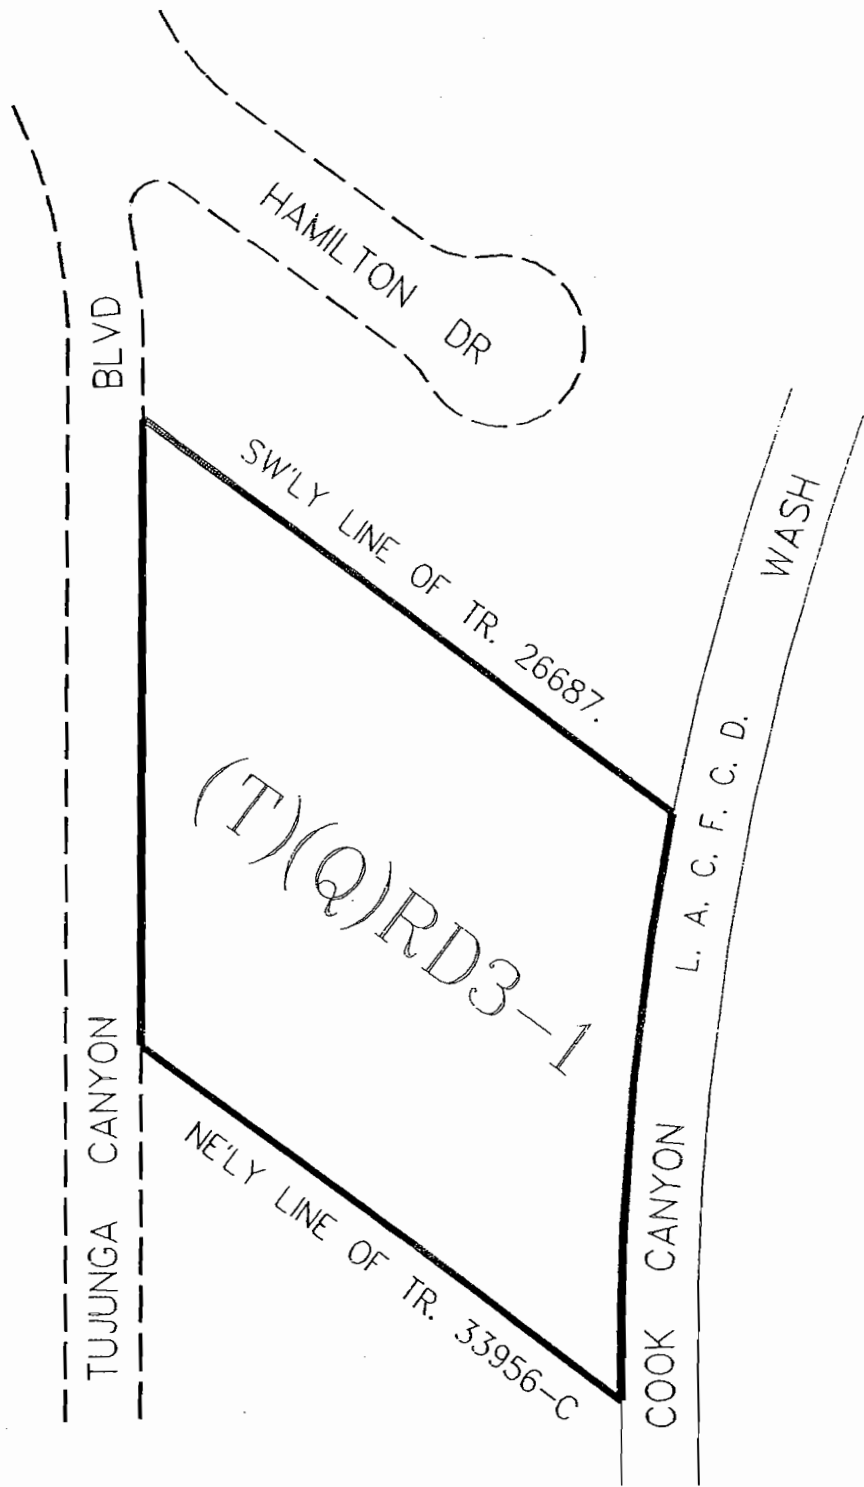 HAMILTON DR
TUJUNGA CANYON BLVD
SW'LY LINE OF TR. 26687.
(T)(Q)RD3-1
NE'LY LINE OF TR. 33956-C
COOK CANYON WASH
L. A. C. F. C. D.